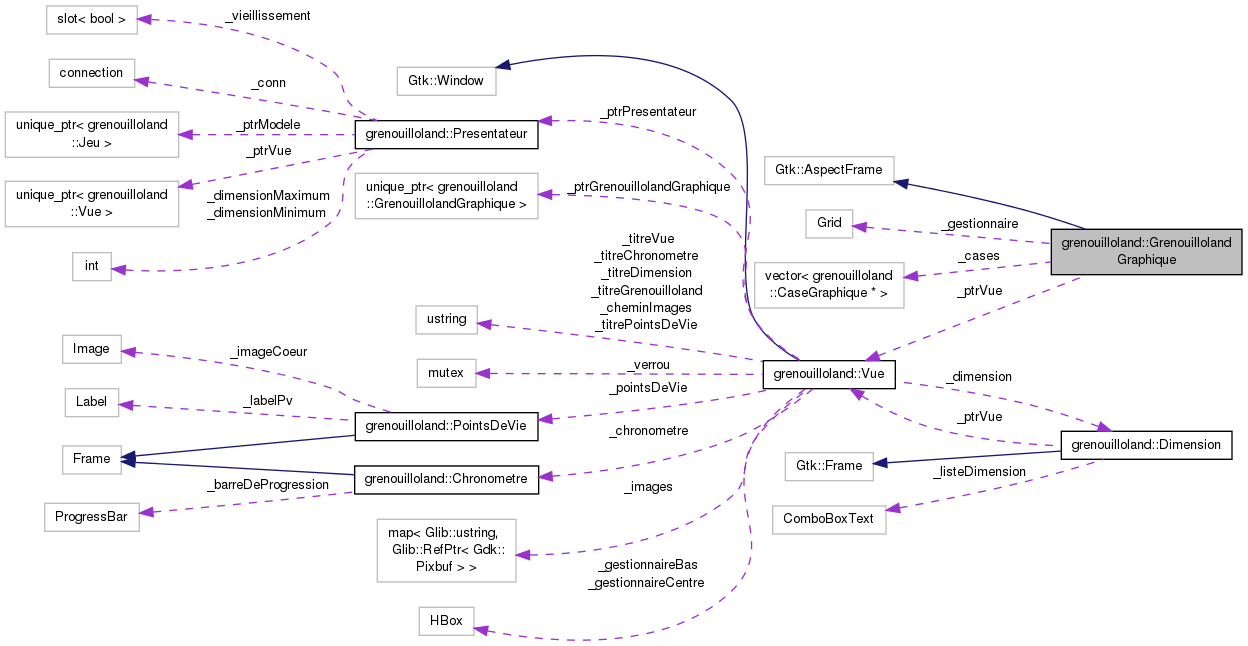 slot< bool >
_vieillissement
connection
_conn
Gtk::Window
unique_ptr< grenouilloland
::Jeu >
_ptrModele
grenouilloland::Presentateur
_ptrPresentateur
_ptrVue
unique_ptr< grenouilloland
::Vue >
_dimensionMaximum
_dimensionMinimum
unique_ptr< grenouilloland
::GrenouillolandGraphique >
_ptrGrenouillolandGraphique
int
Gtk::AspectFrame
Grid
_gestionnaire
grenouilloland::Grenouilloland
Graphique
_cases
vector< grenouilloland
::CaseGraphique * >
_ptrVue
_titreVue
_titreChronometre
_titreDimension
_titreGrenouilloland
_cheminImages
_titrePointsDeVie
ustring
mutex
_verrou
grenouilloland::Vue
_dimension
Image
_imageCoeur
Label
_labelPv
grenouilloland::PointsDeVie
_pointsDeVie
_ptrVue
grenouilloland::Dimension
Frame
_chronometre
grenouilloland::Chronometre
Gtk::Frame
_listeDimension
_barreDeProgression
ProgressBar
_images
ComboBoxText
map< Glib::ustring,
Glib::RefPtr< Gdk::
Pixbuf > >
_gestionnaireBas
_gestionnaireCentre
HBox